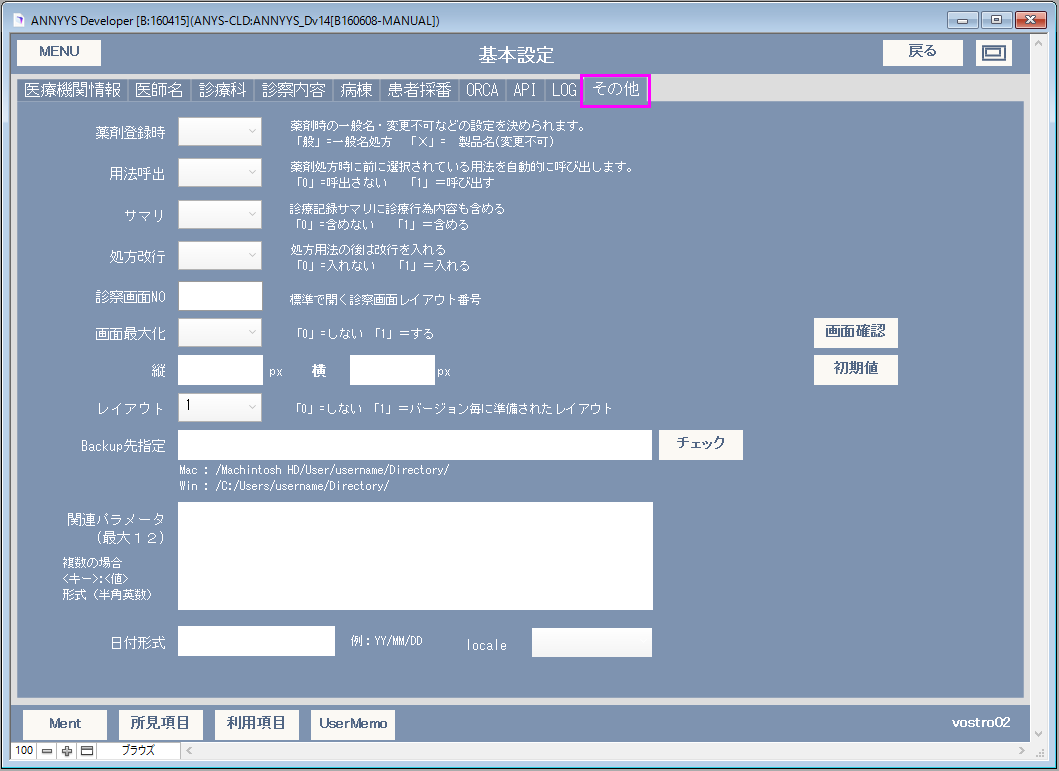 ANNYYS Developer [B:160415](ANYS-CLD:ANNYYS_Dv14[B160608-MANUAL])
MENU
基本設定
戻る
医療機関情報 医師名 診療科 診察内容 病棟 患者採番 ORCA API LOG その他
薬剤登録時
薬剤時の一般名・変更不可などの設定を決められます。
「般」=一般名処方 「X」= 製品名(変更不可)
用法呼出
薬剤処方時に前に選択されている用法を自動的に呼び出します。
「0」=呼出さない 「1」=呼び出す
サマリ
診療記録サマリに診療行為内容も含める
「0」=含めない 「1」=含める
処方改行
処方用法の後は改行を入れる
「0」=入れない 「1」=入れる
診察画面NO
標準で開く診察画面レイアウト番号
画面最大化
「0」=しない 「1」=する
画面確認
縦 px 横 px
初期値
レイアウト 1
「0」=しない 「1」=バージョン毎に準備されたレイアウト
Backup先指定
チェック
Mac : /Machintosh HD/User/username/Directory/
Win : /C:/Users/username/Directory/
関連パラメータ
(最大12)
複数の場合
<キー>:<値>
形式（半角英数）
日付形式
例：YY/MM/DD
locale
Ment 所見項目 利用項目 UserMemo
vostro02
100 ブラウズ